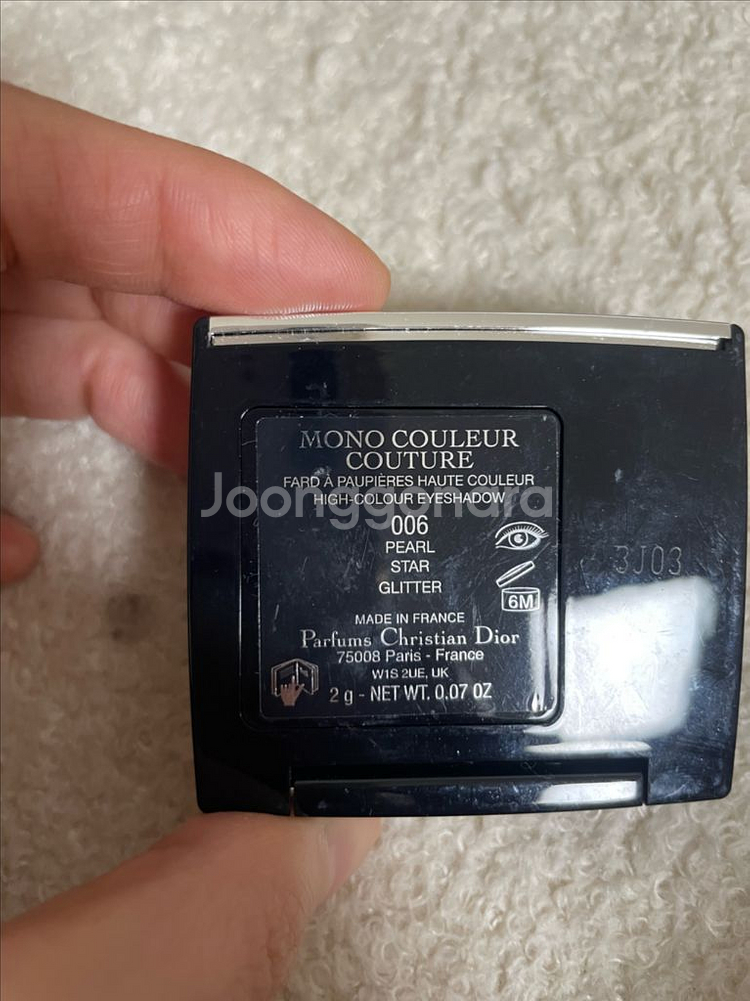 MONO COULEUR
COUTURE
FARD À PAUPIÈRES HAUTE COULEUR
HIGH-COLOUR EYESHADOW
Joonggonara
006
PEARL
STAR
GLITTER
6M
3J03
MADE IN FRANCE
Parfums Christian Dior
75008 Paris - France
W1S 2UE, UK
2 g - NET WT. 0.07 OZ